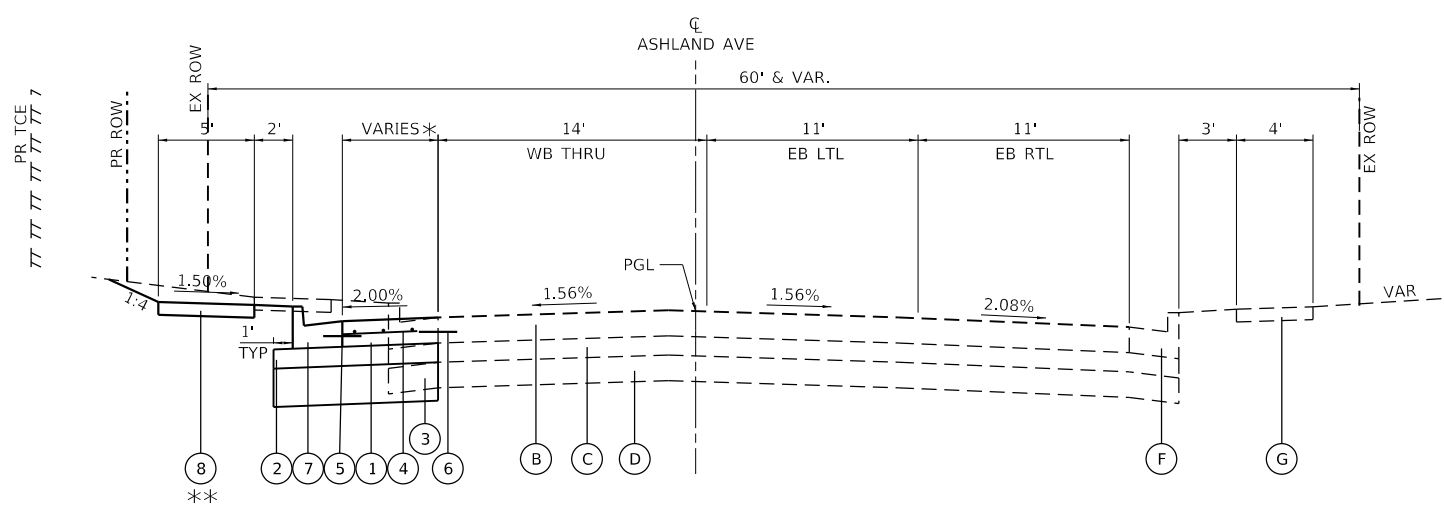 ℄
ASHLAND AVE
60' & VAR.
PR TCE
PR ROW
EX ROW
5'
2'
VARIES*
14'
11'
11'
3'
4'
WB THRU
EB LTL
EB RTL
EX ROW
PGL
1.50%
2.00%
1.56%
1.56%
2.08%
VAR
1:4
1'
TYP
3
8
2
7
5
1
4
6
B
C
D
F
G
**